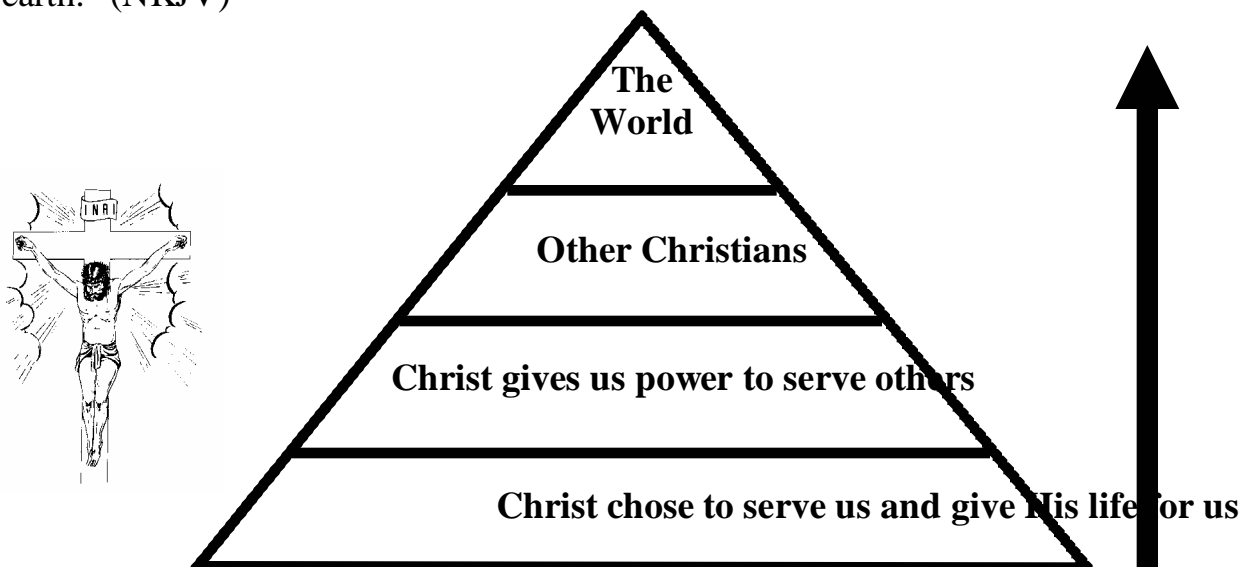 earth." (NKJV)
The
World
INRI
Other Christians
Christ gives us power to serve others
Christ chose to serve us and give His life for us